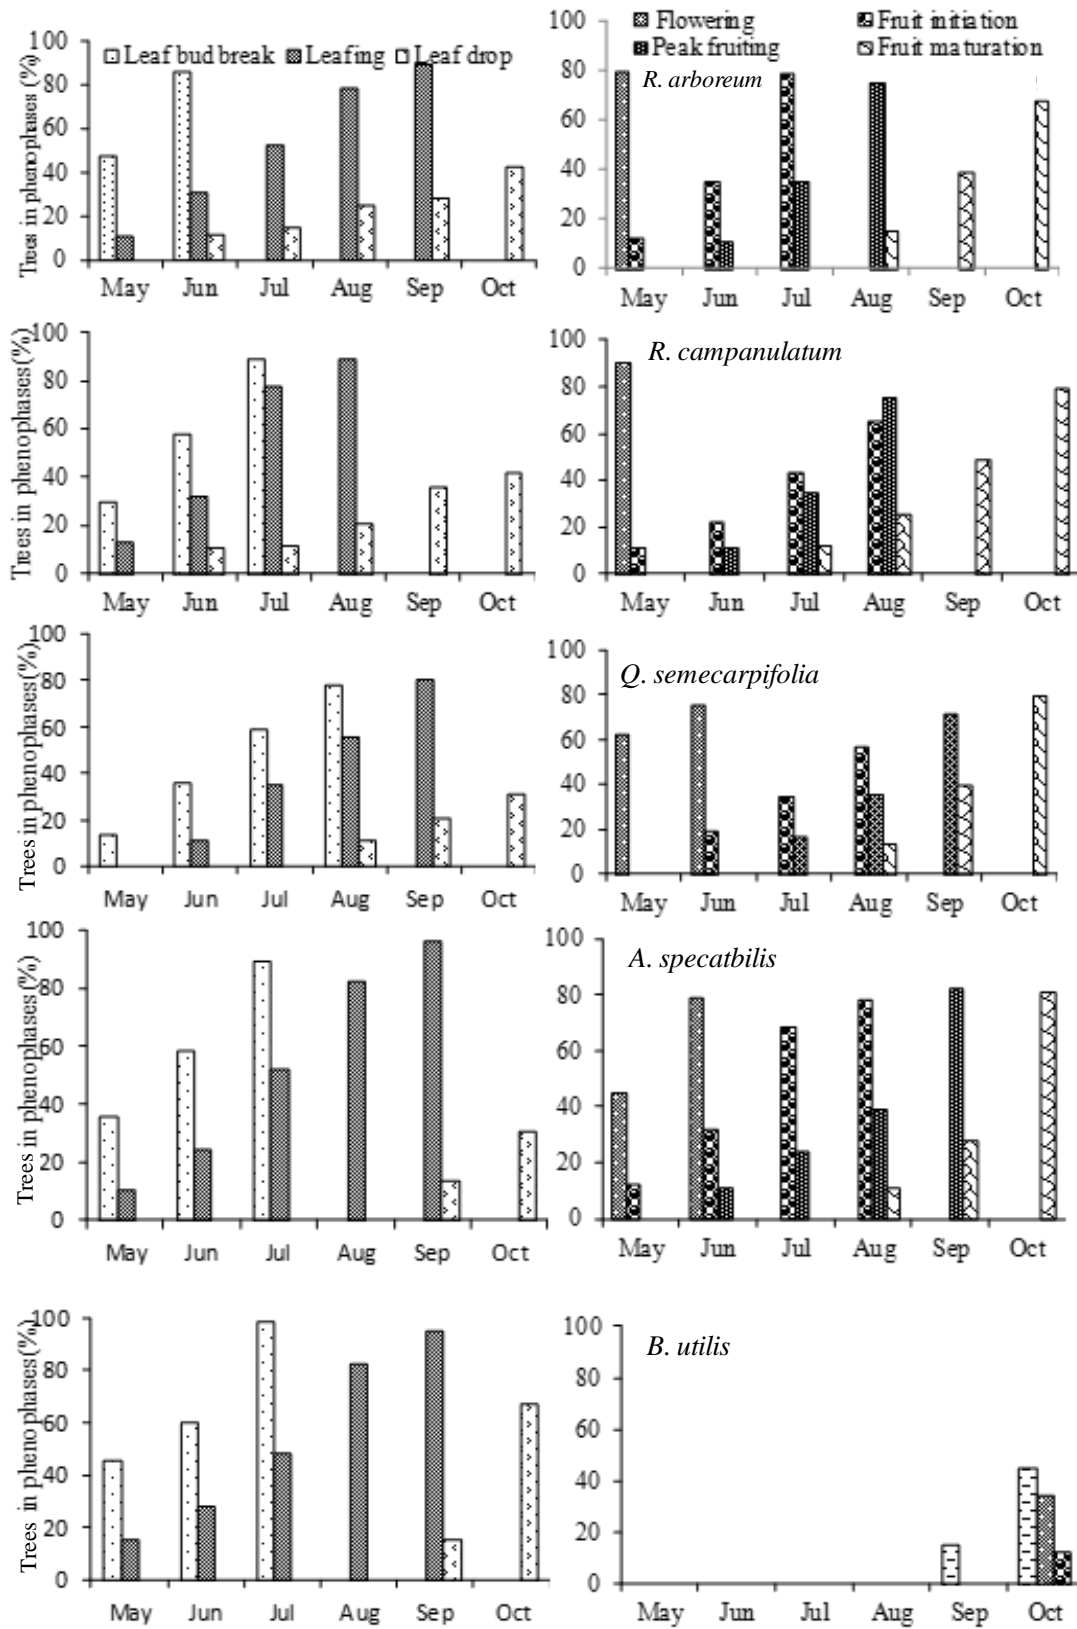 Trees in phenophases (%)
100
80
60
40
20
0
Leaf bud break Leafing Leaf drop
May Jun Jul Aug Sep Oct
Flowering Fruit initiation
Peak fruiting Fruit maturation
R. arboreum
100
80
60
40
20
0
May Jun Jul Aug Sep Oct
Trees in phenophases(%)
100
80
60
40
20
0
May Jun Jul Aug Sep Oct
R. campanulatum
100
80
60
40
20
0
May Jun Jul Aug Sep Oct
Trees in phenophases(%)
100
80
60
40
20
0
May Jun Jul Aug Sep Oct
Q. semecarpifolia
100
80
60
40
20
0
May Jun Jul Aug Sep Oct
Trees in phenophases(%)
100
80
60
40
20
0
May Jun Jul Aug Sep Oct
A. specatbilis
100
80
60
40
20
0
May Jun Jul Aug Sep Oct
Trees in phenophases(%)
100
80
60
40
20
0
May Jun Jul Aug Sep Oct
B. utilis
100
80
60
40
20
0
May Jun Jul Aug Sep Oct